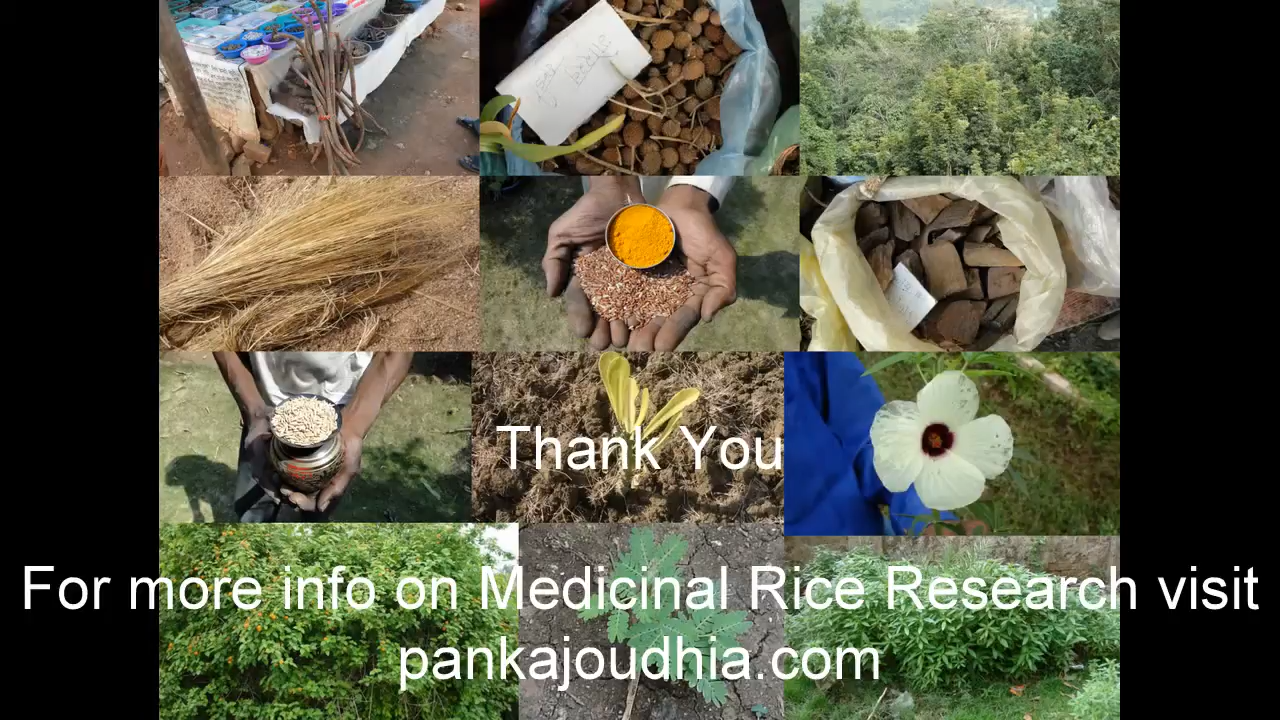 Thank You
For more info on Medicinal Rice Research visit
pankajoudhia.com